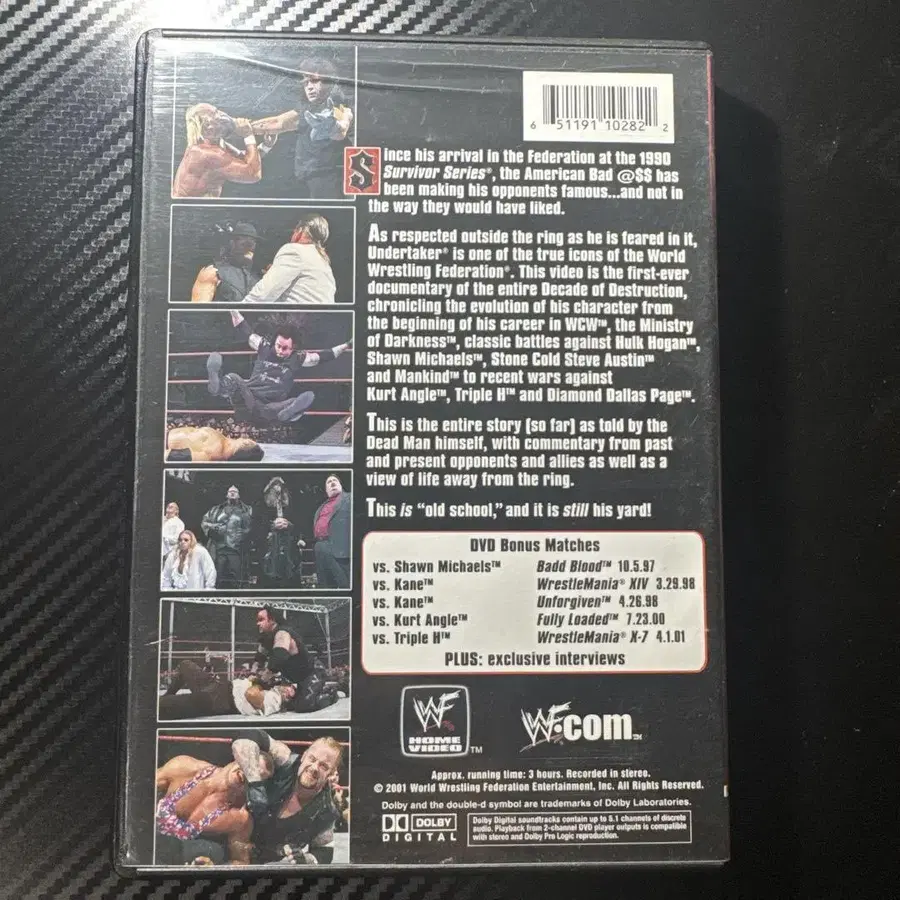 6 51191 10282 2
Since his arrival in the Federation at the 1990
Survivor Series®, the American Bad @$$ has
been making his opponents famous...and not in
the way they would have liked.
As respected outside the ring as he is feared in it,
Undertaker® is one of the true icons of the World
Wrestling Federation®. This video is the first-ever
documentary of the entire Decade of Destruction,
chronicling the evolution of his character from
the beginning of his career in WCW™, the Ministry
of Darkness™, classic battles against Hulk Hogan™,
Shawn Michaels™, Stone Cold Steve Austin™
and Mankind™ to recent wars against
Kurt Angle™, Triple H™ and Diamond Dallas Page™.
This is the entire story (so far) as told by the
Dead Man himself, with commentary from past
and present opponents and allies as well as a
view of life away from the ring.
This is "old school," and it is still his yard!
DVD Bonus Matches
vs. Shawn Michaels™ Badd Blood™ 10.5.97
vs. Kane™ WrestleMania® XIV 3.29.98
vs. Kane™ Unforgiven™ 4.26.98
vs. Kurt Angle™ Fully Loaded™ 7.23.00
vs. Triple H™ WrestleMania® X-7 4.1.01
PLUS: exclusive interviews
WF HOME VIDEO ™
WF.com™
Approx. running time: 3 hours. Recorded in stereo.
© 2001 World Wrestling Federation Entertainment, Inc. All Rights Reserved.
Dolby and the double-d symbol are trademarks of Dolby Laboratories.
DOLBY DIGITAL
Dolby Digital soundtracks contain up to 5.1 channels of discrete
audio. Playback from 2-channel DVD player outputs is compatible
with stereo and Dolby Pro Logic reproduction.